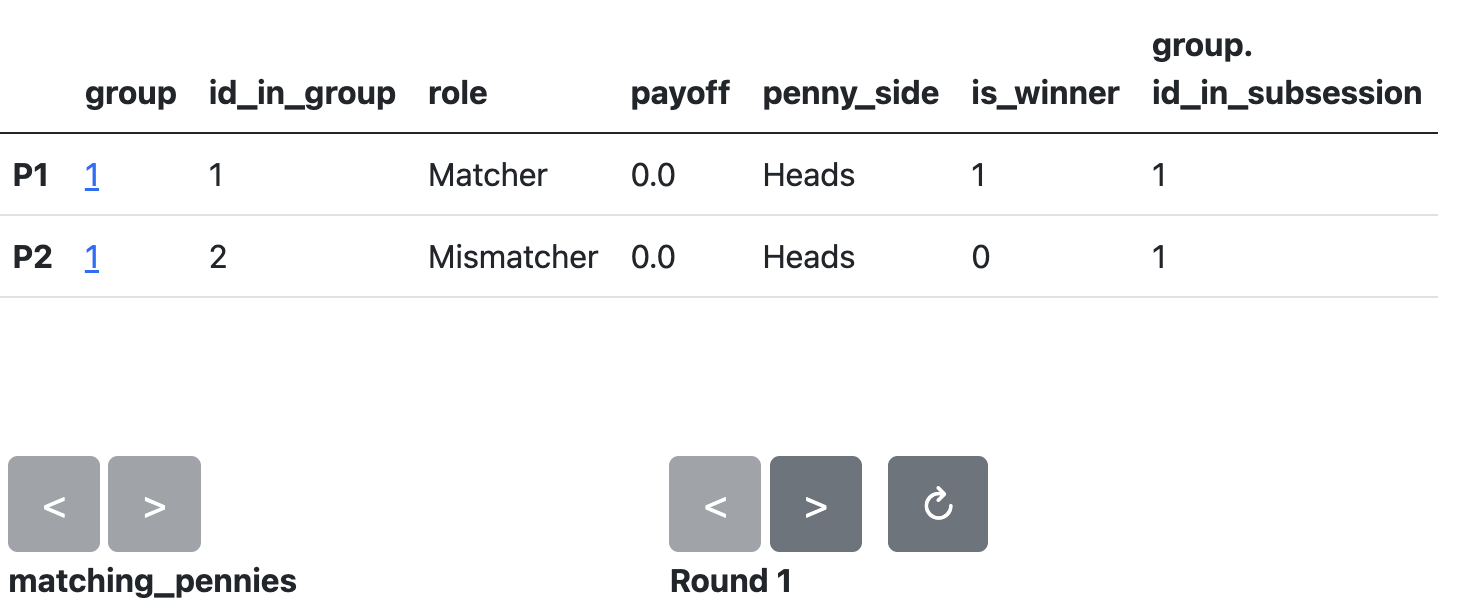 group.
group id_in_group role payoff penny_side is_winner id_in_subsession
P1 1 1 Matcher 0.0 Heads 1 1
P2 1 2 Mismatcher 0.0 Heads 0 1
< > < > ↻
matching_pennies Round 1